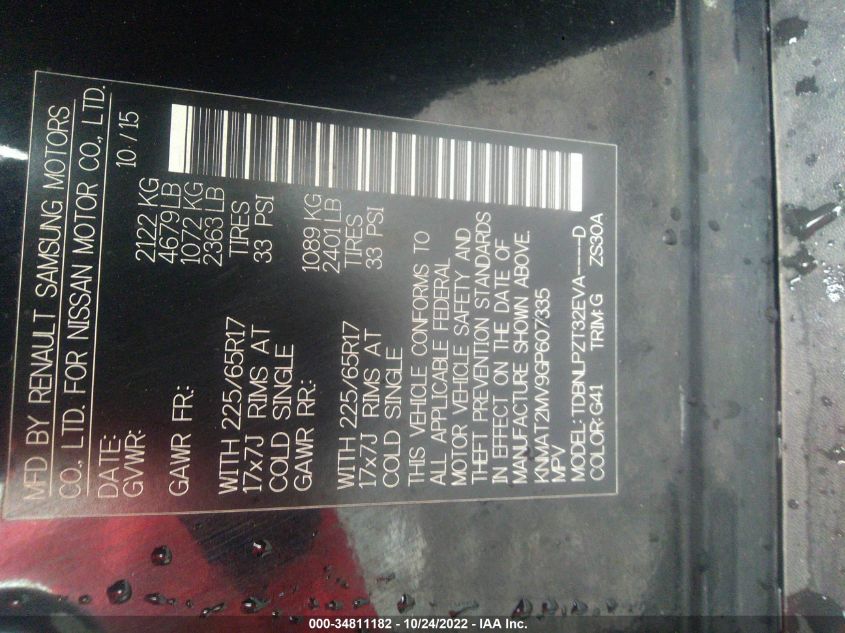 MFD BY RENAULT SAMSUNG MOTORS
CO., LTD. FOR NISSAN MOTOR CO., LTD.
DATE: 10/15
GVWR: 2122 KG
4679 LB
GAWR FR: 1072 KG
2363 LB
WITH 225/65R17 TIRES
17x7J RIMS AT 33 PSI
COLD SINGLE
GAWR RR: 1089 KG
2401 LB
WITH 225/65R17 TIRES
17x7J RIMS AT 33 PSI
COLD SINGLE
THIS VEHICLE CONFORMS TO
ALL APPLICABLE FEDERAL
MOTOR VEHICLE SAFETY AND
THEFT PREVENTION STANDARDS
IN EFFECT ON THE DATE OF
MANUFACTURE SHOWN ABOVE.
KNMAT2MV9GP607335
MPV
MODEL: TDBNLPZT32EVA----D
COLOR: G41 TRIM: G ZS30A
000-34811182 - 10/24/2022 - IAA Inc.